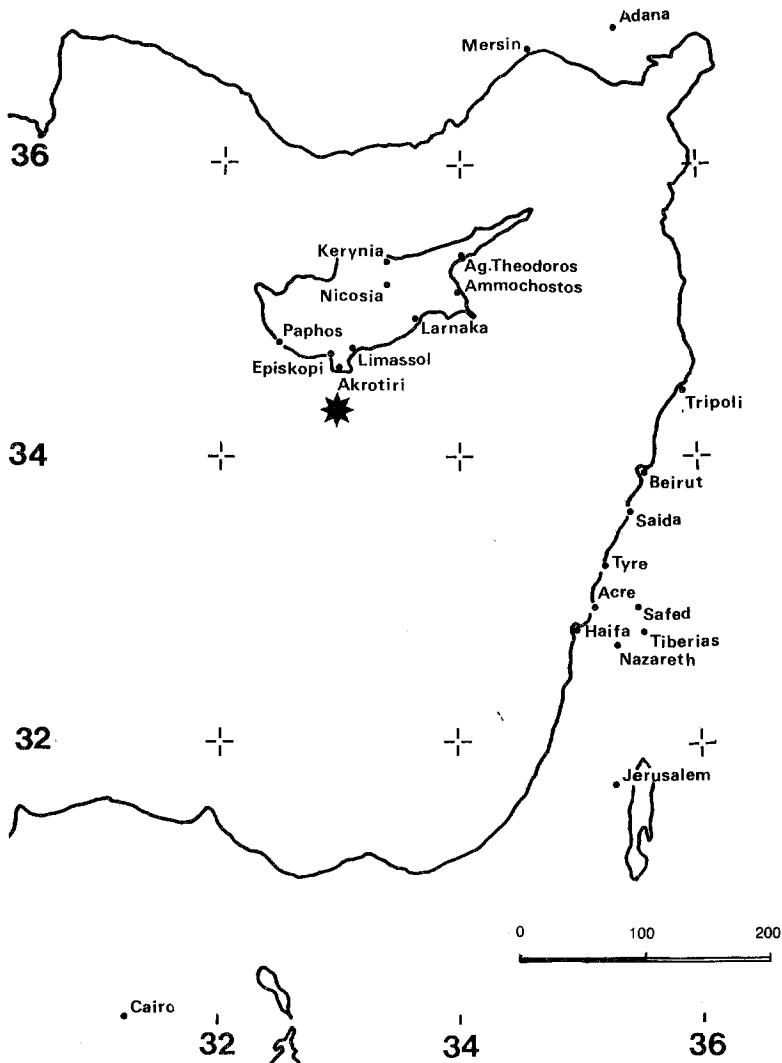 Adana
Mersin
36
Kerynia
Ag.Theodoros
Nicosia
Ammochostos
Larnaka
Paphos
Episkopi
Limassol
Akrotiri
Tripoli
34
Beirut
Saida
Tyre
Acre
Safed
Haifa
Tiberias
Nazareth
32
Jerusalem
0 100 200
Cairo
32 34 36